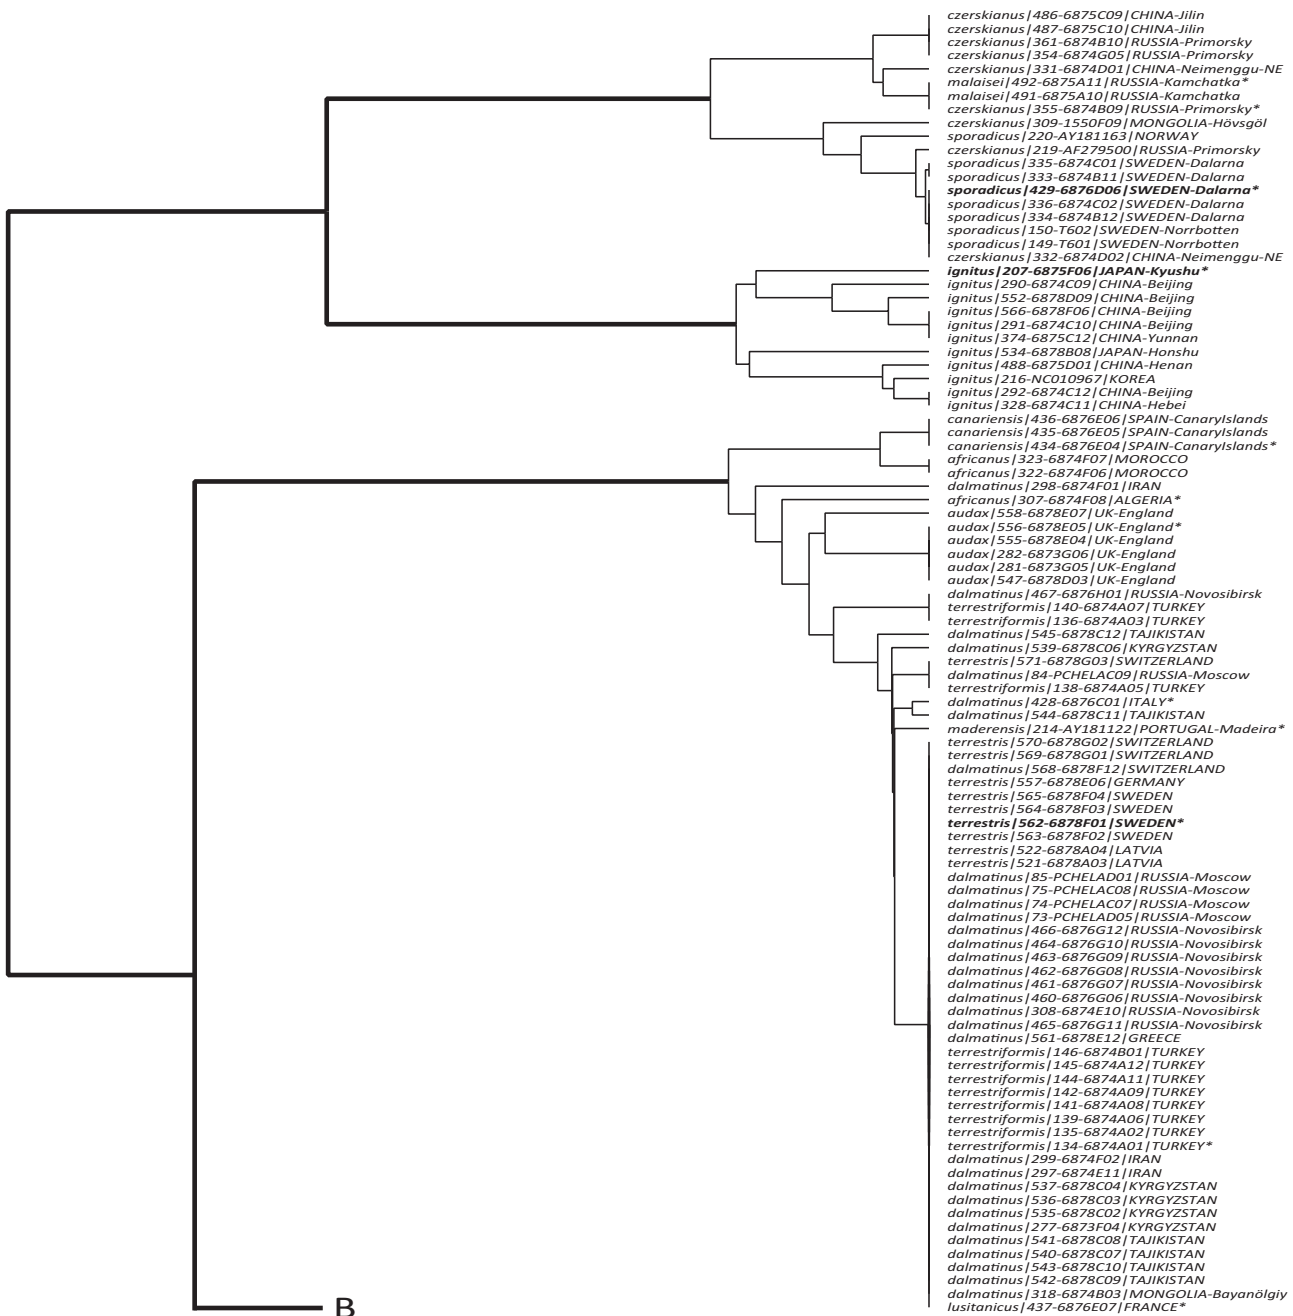 czerskianus|486-6875C09|CHINA-Jilin
czerskianus|487-6875C10|CHINA-Jilin
czerskianus|361-6874B10|RUSSIA-Primorsky
czerskianus|354-6874G05|RUSSIA-Primorsky
czerskianus|331-6874D01|CHINA-Neimenggu-NE
malaisei|492-6875A11|RUSSIA-Kamchatka*
malaisei|491-6875A10|RUSSIA-Kamchatka
czerskianus|355-6874B09|RUSSIA-Primorsky*
czerskianus|309-1550F09|MONGOLIA-Hövsgöl
sporadicus|220-AY181163|NORWAY
czerskianus|219-AF279500|RUSSIA-Primorsky
sporadicus|335-6874C01|SWEDEN-Dalarna
sporadicus|333-6874B11|SWEDEN-Dalarna
sporadicus|429-6876D06|SWEDEN-Dalarna*
sporadicus|336-6874C02|SWEDEN-Dalarna
sporadicus|334-6874B12|SWEDEN-Dalarna
sporadicus|150-T602|SWEDEN-Norrbotten
sporadicus|149-T601|SWEDEN-Norrbotten
czerskianus|332-6874D02|CHINA-Neimenggu-NE
ignitus|207-6875F06|JAPAN-Kyushu*
ignitus|290-6874C09|CHINA-Beijing
ignitus|552-6878D09|CHINA-Beijing
ignitus|566-6878F06|CHINA-Beijing
ignitus|291-6874C10|CHINA-Beijing
ignitus|374-6875C12|CHINA-Yunnan
ignitus|534-6878B08|JAPAN-Honshu
ignitus|488-6875D01|CHINA-Henan
ignitus|216-NC010967|KOREA
ignitus|292-6874C12|CHINA-Beijing
ignitus|328-6874C11|CHINA-Hebei
canariensis|436-6876E06|SPAIN-CanaryIslands
canariensis|435-6876E05|SPAIN-CanaryIslands
canariensis|434-6876E04|SPAIN-CanaryIslands*
africanus|323-6874F07|MOROCCO
africanus|322-6874F06|MOROCCO
dalmatinus|298-6874F01|IRAN
africanus|307-6874F08|ALGERIA*
audax|558-6878E07|UK-England
audax|556-6878E05|UK-England*
audax|555-6878E04|UK-England
audax|282-6873G06|UK-England
audax|281-6873G05|UK-England
audax|547-6878D03|UK-England
dalmatinus|467-6876H01|RUSSIA-Novosibirsk
terrestriformis|140-6874A07|TURKEY
terrestriformis|136-6874A03|TURKEY
dalmatinus|545-6878C12|TAJIKISTAN
dalmatinus|539-6878C06|KYRGYZSTAN
terrestris|571-6878G03|SWITZERLAND
dalmatinus|84-PCHELAC09|RUSSIA-Moscow
terrestriformis|138-6874A05|TURKEY
dalmatinus|428-6876C01|ITALY*
dalmatinus|544-6878C11|TAJIKISTAN
maderensis|214-AY181122|PORTUGAL-Madeira*
terrestris|570-6878G02|SWITZERLAND
terrestris|569-6878G01|SWITZERLAND
dalmatinus|568-6878F12|SWITZERLAND
terrestris|557-6878E06|GERMANY
terrestris|565-6878F04|SWEDEN
terrestris|564-6878F03|SWEDEN
terrestris|562-6878F01|SWEDEN*
terrestris|563-6878F02|SWEDEN
terrestris|522-6878A04|LATVIA
terrestris|521-6878A03|LATVIA
dalmatinus|85-PCHELAD01|RUSSIA-Moscow
dalmatinus|75-PCHELAC08|RUSSIA-Moscow
dalmatinus|74-PCHELAC07|RUSSIA-Moscow
dalmatinus|73-PCHELAD05|RUSSIA-Moscow
dalmatinus|466-6876G12|RUSSIA-Novosibirsk
dalmatinus|464-6876G10|RUSSIA-Novosibirsk
dalmatinus|463-6876G09|RUSSIA-Novosibirsk
dalmatinus|462-6876G08|RUSSIA-Novosibirsk
dalmatinus|461-6876G07|RUSSIA-Novosibirsk
dalmatinus|460-6876G06|RUSSIA-Novosibirsk
dalmatinus|308-6874E10|RUSSIA-Novosibirsk
dalmatinus|465-6876G11|RUSSIA-Novosibirsk
dalmatinus|561-6878E12|GREECE
terrestriformis|146-6874B01|TURKEY
terrestriformis|145-6874A12|TURKEY
terrestriformis|144-6874A11|TURKEY
terrestriformis|142-6874A09|TURKEY
terrestriformis|141-6874A08|TURKEY
terrestriformis|139-6874A06|TURKEY
terrestriformis|135-6874A02|TURKEY
terrestriformis|134-6874A01|TURKEY*
dalmatinus|299-6874F02|IRAN
dalmatinus|297-6874E11|IRAN
dalmatinus|537-6878C04|KYRGYZSTAN
dalmatinus|536-6878C03|KYRGYZSTAN
dalmatinus|535-6878C02|KYRGYZSTAN
dalmatinus|277-6873F04|KYRGYZSTAN
dalmatinus|541-6878C08|TAJIKISTAN
dalmatinus|540-6878C07|TAJIKISTAN
dalmatinus|543-6878C10|TAJIKISTAN
dalmatinus|542-6878C09|TAJIKISTAN
dalmatinus|318-6874B03|MONGOLIA-Bayanölgiy
lusitanicus|437-6876E07|FRANCE*
B